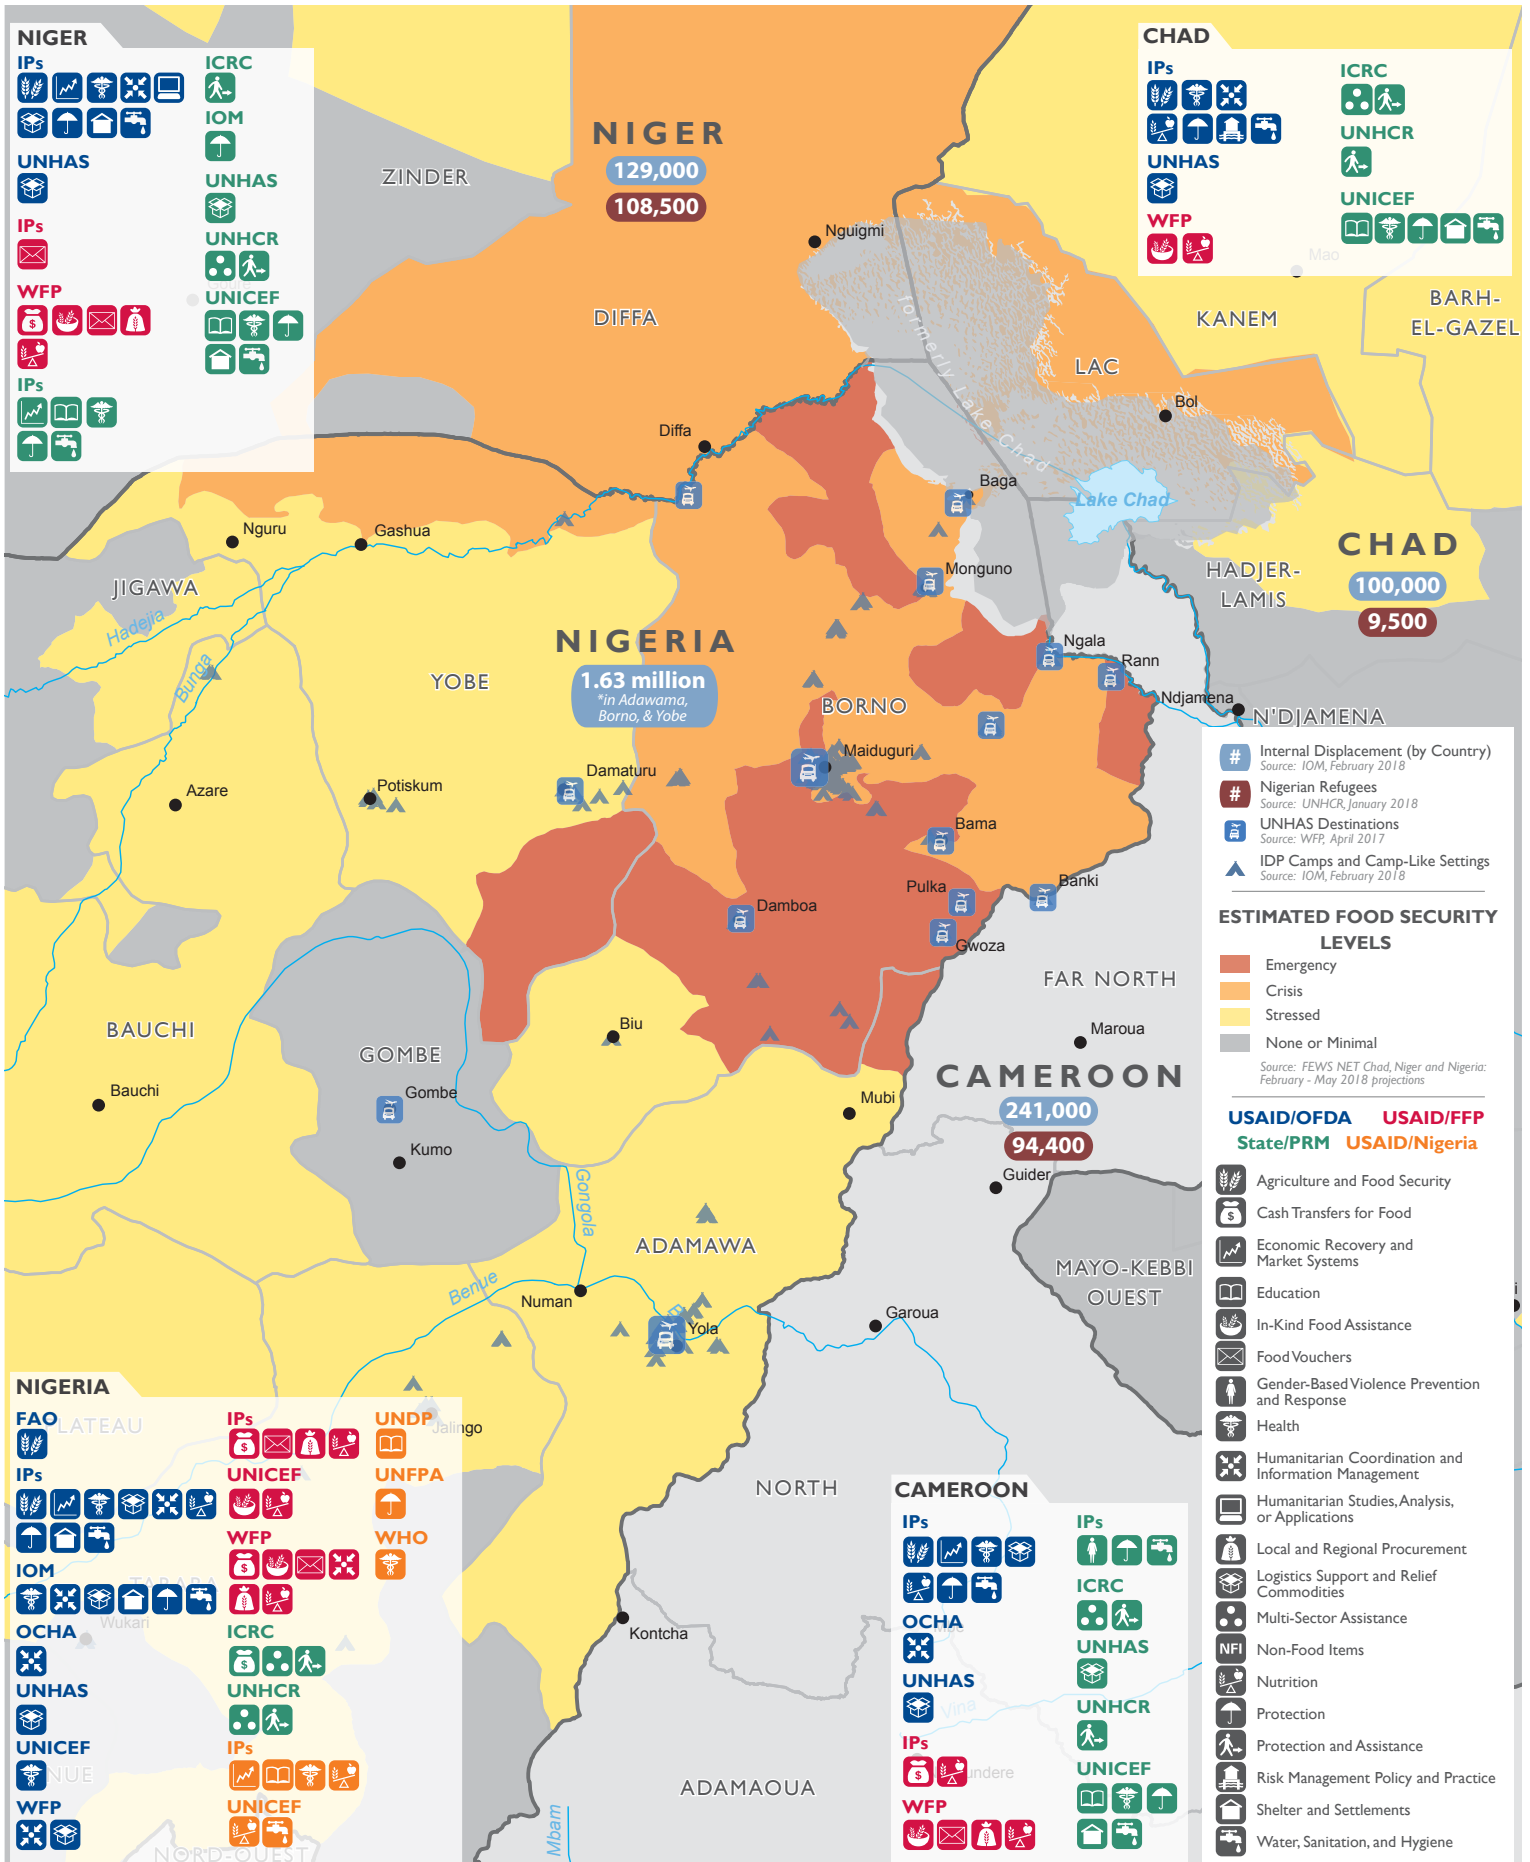 NIGER
IPs
ICRC
IOM
UNHAS
UNHAS
IPs
UNHCR
WFP
$
UNICEF
IPs
CHAD
IPs
ICRC
UNHCR
UNHAS
UNICEF
WFP
Mao
NIGER
129,000
108,500
ZINDER
Nguigmi
DIFFA
formerly Lake Chad
KANEM
BARH-
EL-GAZEL
LAC
Bol
Diffa
Baga
Lake Chad
Nguru
Gashua
Monguno
CHAD
100,000
9,500
HADJER-
LAMIS
JIGAWA
Hadejia
Bunga
NIGERIA
1.63 million
*in Adawama,
Borno, & Yobe
YOBE
BORNO
Ngala
Rann
Ndjamena
N'DJAMENA
Maiduguri
Damaturu
Azare
Potiskum
Bama
Banki
Pulka
Damboa
Gwoza
FAR NORTH
BAUCHI
Biu
Maroua
GOMBE
Gombe
Bauchi
Kumo
Mubi
CAMEROON
241,000
94,400
Guider
Gongola
ADAMAWA
MAYO-KEBBI
OUEST
Benue
Numan
Yola
Garoua
Jalingo
NORTH
Kontcha
ADAMAOUA
Mbam
# Internal Displacement (by Country)
Source: IOM, February 2018
# Nigerian Refugees
Source: UNHCR, January 2018
UNHAS Destinations
Source: WFP, April 2017
IDP Camps and Camp-Like Settings
Source: IOM, February 2018
ESTIMATED FOOD SECURITY
LEVELS
Emergency
Crisis
Stressed
None or Minimal
Source: FEWS NET Chad, Niger and Nigeria:
February - May 2018 projections
USAID/OFDA USAID/FFP
State/PRM USAID/Nigeria
Agriculture and Food Security
$ Cash Transfers for Food
Economic Recovery and
Market Systems
Education
In-Kind Food Assistance
Food Vouchers
Gender-Based Violence Prevention
and Response
Health
Humanitarian Coordination and
Information Management
Humanitarian Studies, Analysis,
or Applications
Local and Regional Procurement
Logistics Support and Relief
Commodities
Multi-Sector Assistance
NFI Non-Food Items
Nutrition
Protection
Protection and Assistance
Risk Management Policy and Practice
Shelter and Settlements
Water, Sanitation, and Hygiene
NIGERIA
FAO
IPs
$
UNDP
PLATEAU
IPs
UNICEF
UNFPA
WFP
$
WHO
IOM
TARABA
Wukari
OCHA
ICRC
$
UNHAS
UNHCR
UNICEF
IPs
WFP
UNICEF
NORD-OUEST
CAMEROON
IPs
IPs
ICRC
OCHA
UNHAS
UNHAS
Vina
UNHCR
IPs
$
UNICEF
WFP